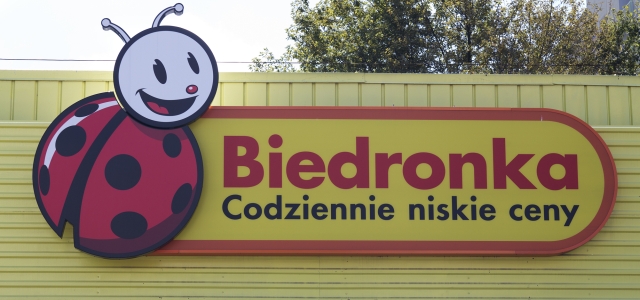 Biedronka
Codziennie niskie ceny